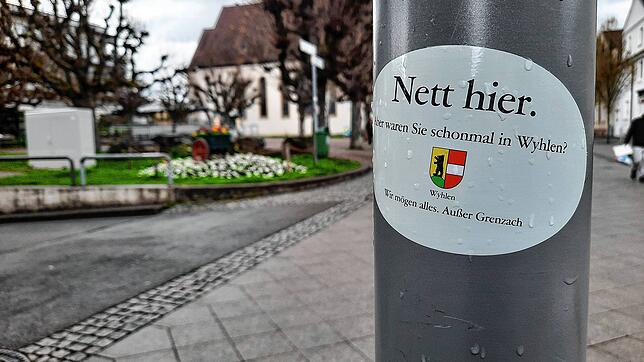 Nett hier.
Aber waren Sie schonmal in Wyhlen?
Wyhlen
Wir mögen alles. Außer Grenzach